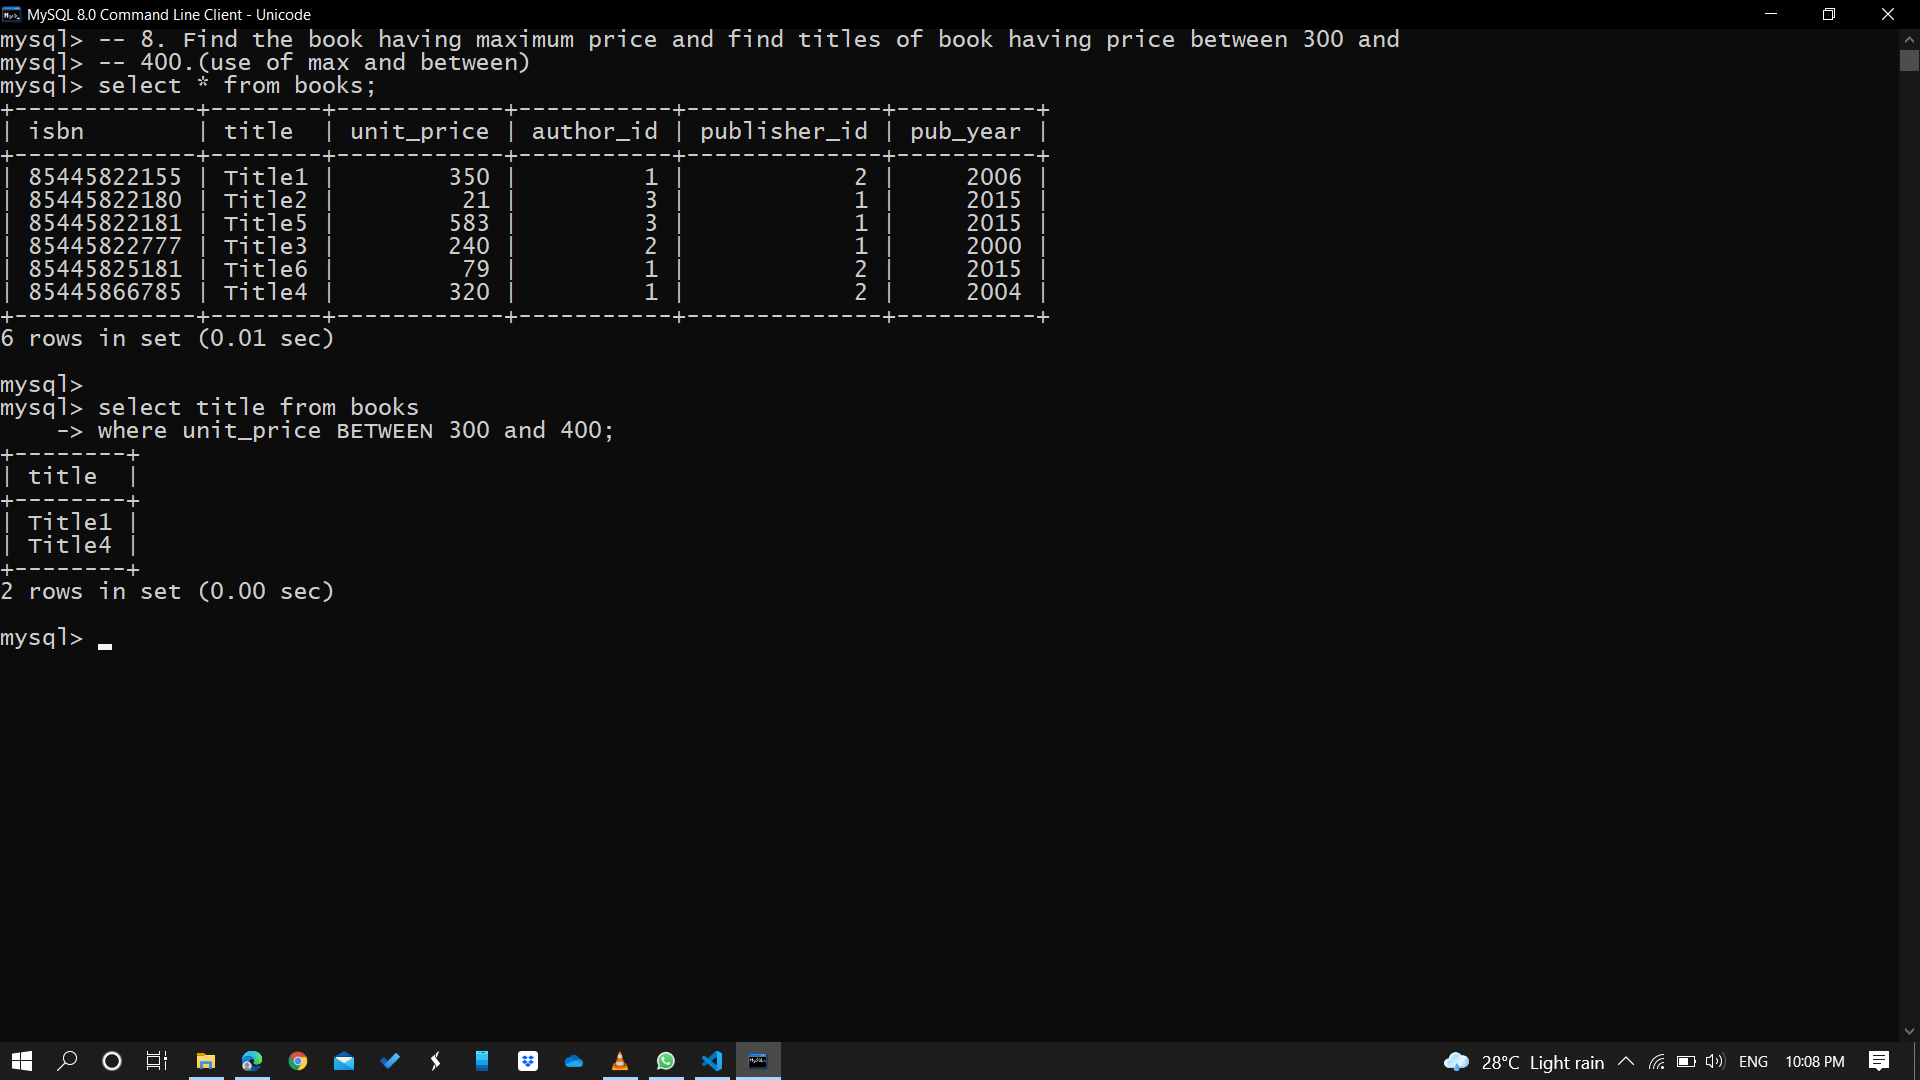 MySQL 8.0 Command Line Client - Unicode
mysql> -- 8. Find the book having maximum price and find titles of book having price between 300 and
mysql> -- 400.(use of max and between)
mysql> select * from books;
+-------------+--------+------------+-----------+--------------+----------+
| isbn        | title  | unit_price | author_id | publisher_id | pub_year |
+-------------+--------+------------+-----------+--------------+----------+
| 85445822155 | Title1 |        350 |         1 |            2 |     2006 |
| 85445822180 | Title2 |         21 |         3 |            1 |     2015 |
| 85445822181 | Title5 |        583 |         3 |            1 |     2015 |
| 85445822777 | Title3 |        240 |         2 |            1 |     2000 |
| 85445825181 | Title6 |         79 |         1 |            2 |     2015 |
| 85445866785 | Title4 |        320 |         1 |            2 |     2004 |
+-------------+--------+------------+-----------+--------------+----------+
6 rows in set (0.01 sec)
mysql>
mysql> select title from books
    -> where unit_price BETWEEN 300 and 400;
+--------+
| title  |
+--------+
| Title1 |
| Title4 |
+--------+
2 rows in set (0.00 sec)
mysql> _
28°C Light rain ENG 10:08 PM